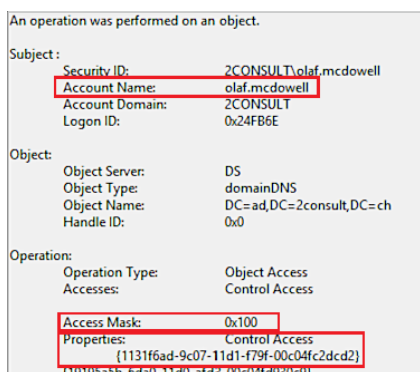 An operation was performed on an object.
Subject :
Security ID: 2CONSULT\olaf.mcdowell
Account Name: olaf.mcdowell
Account Domain: 2CONSULT
Logon ID: 0x24FB6E
Object:
Object Server: DS
Object Type: domainDNS
Object Name: DC=ad,DC=2consult,DC=ch
Handle ID: 0x0
Operation:
Operation Type: Object Access
Accesses: Control Access
Access Mask: 0x100
Properties: Control Access
{1131f6ad-9c07-11d1-f79f-00c04fc2dcd2}